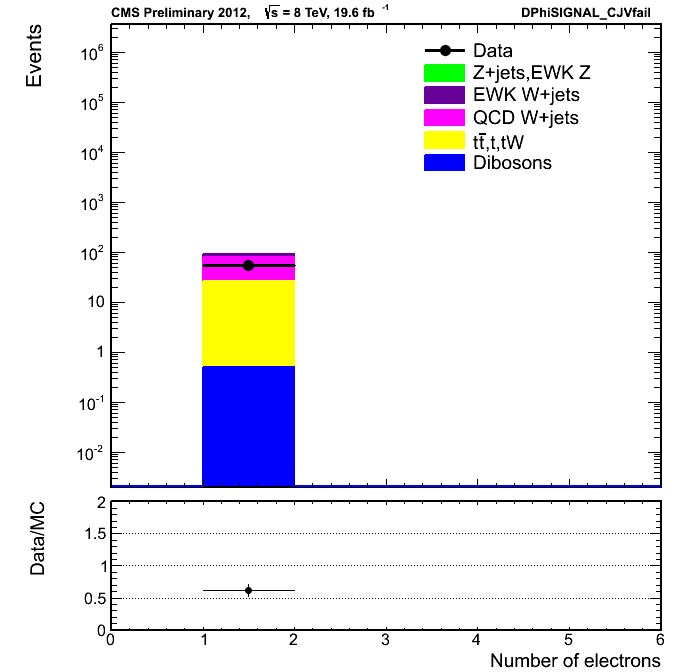 CMS Preliminary 2012, √s = 8 TeV, 19.6 fb⁻¹ DPhiSIGNAL_CJVfail
Events
10⁶
10⁵
10⁴
10³
10²
10
1
10⁻¹
10⁻²
Data
Z+jets,EWK Z
EWK W+jets
QCD W+jets
tt̄,t,tW
Dibosons
Data/MC
2
1.5
1
0.5
0
0 1 2 3 4 5 6
Number of electrons